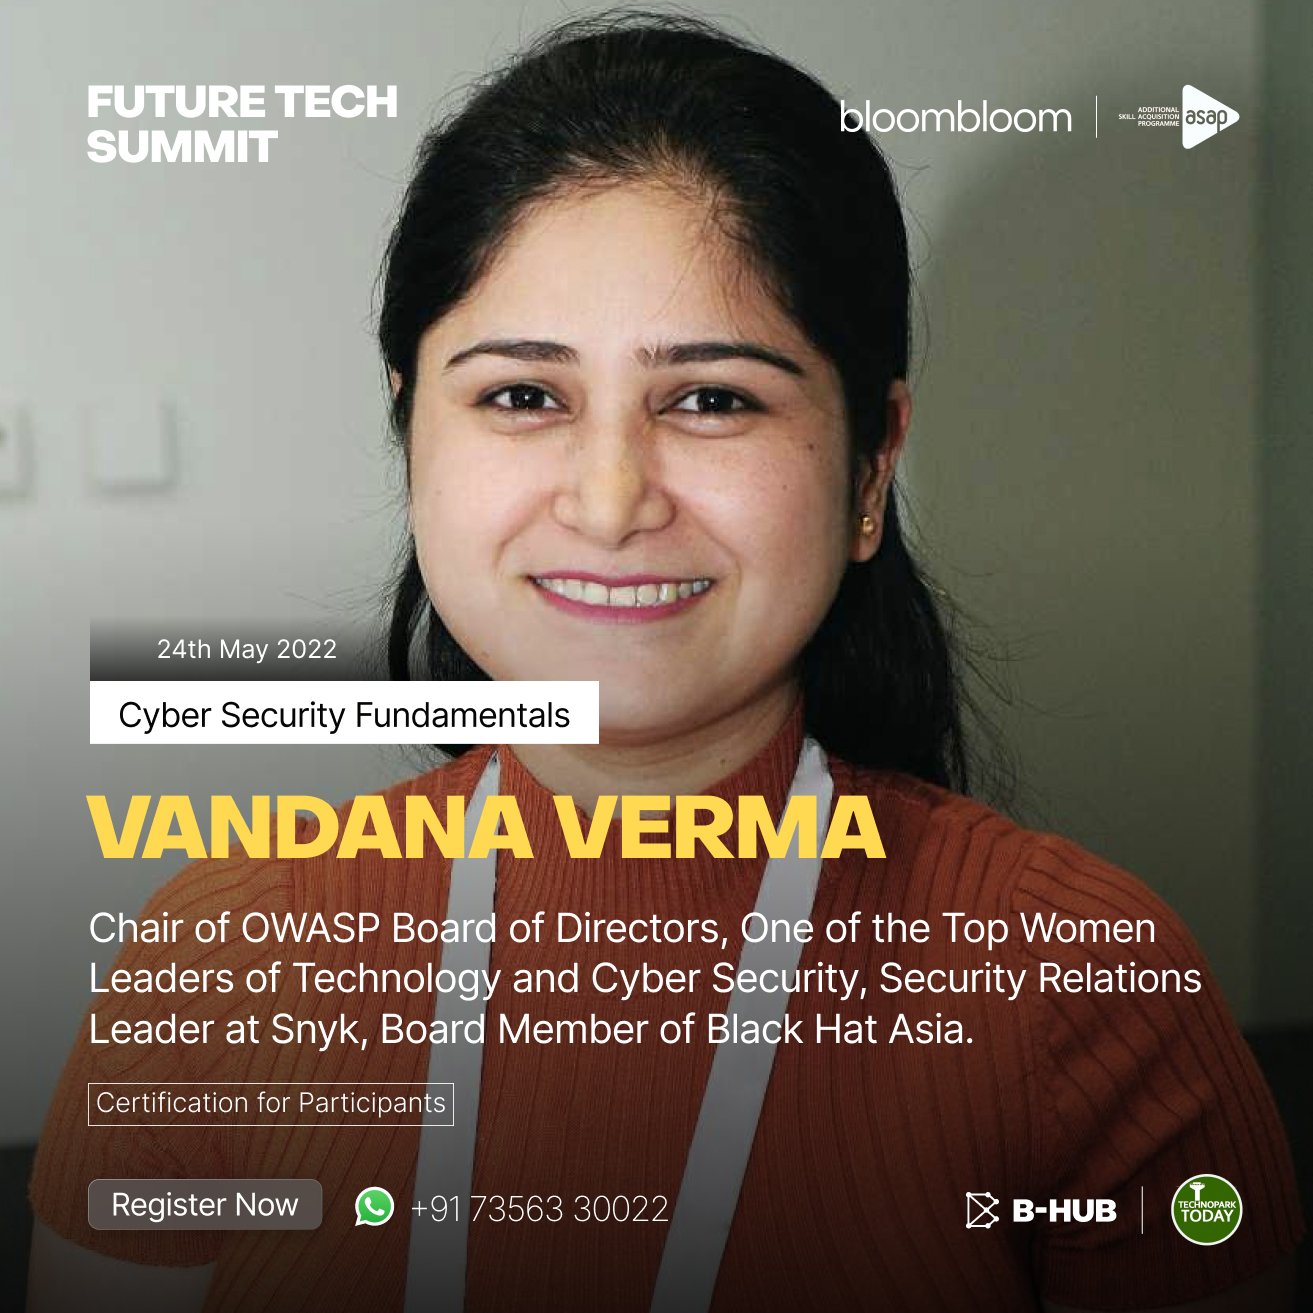 FUTURE TECH
SUMMIT
bloombloom
ADDITIONAL
SKILL ACQUISITION
PROGRAMME
asap
24th May 2022
Cyber Security Fundamentals
VANDANA VERMA
Chair of OWASP Board of Directors, One of the Top Women
Leaders of Technology and Cyber Security, Security Relations
Leader at Snyk, Board Member of Black Hat Asia.
Certification for Participants
Register Now
+91 73563 30022
B-HUB
TECHNOPARK
TODAY